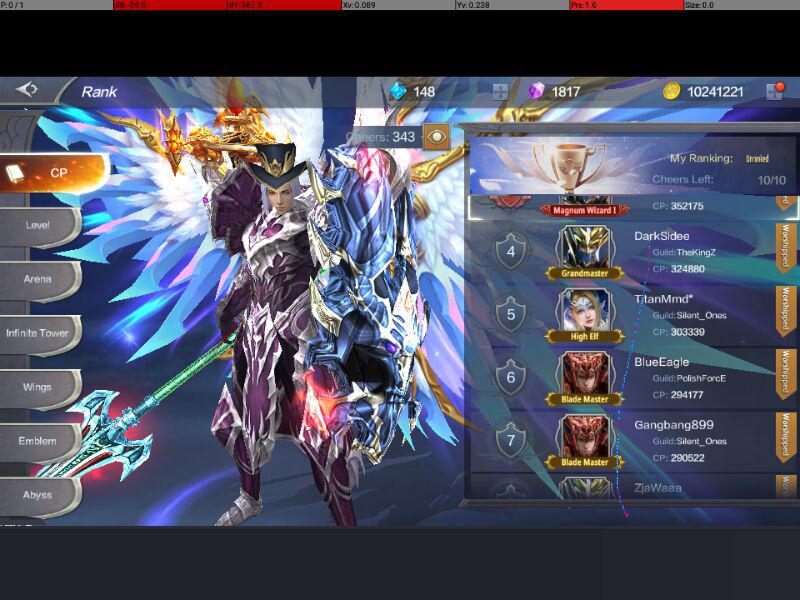 P: 0 / 1
dX: -29.0
dY: 362.8
Xv: 0.089
Yv: 0.238
Prs: 1.0
Size: 0.0
Rank
148
1817
10241221
Cheers: 343
CP
Level
Arena
Infinite Tower
Wings
Emblem
Abyss
My Ranking: Unranked
Cheers Left: 10/10
Magnum Wizard I
CP: 352175
4
Grandmaster
DarkSidee
Guild: TheKingZ
CP: 324880
Worshipped
5
High Elf
TitanMmd*
Guild: Silent_Ones
CP: 303339
Worshipped
6
Blade Master
BlueEagle
Guild: PolishForcE
CP: 294177
Worshipped
7
Blade Master
Gangbang899
Guild: Silent_Ones
CP: 290522
Worshipped
ZjaWaaa